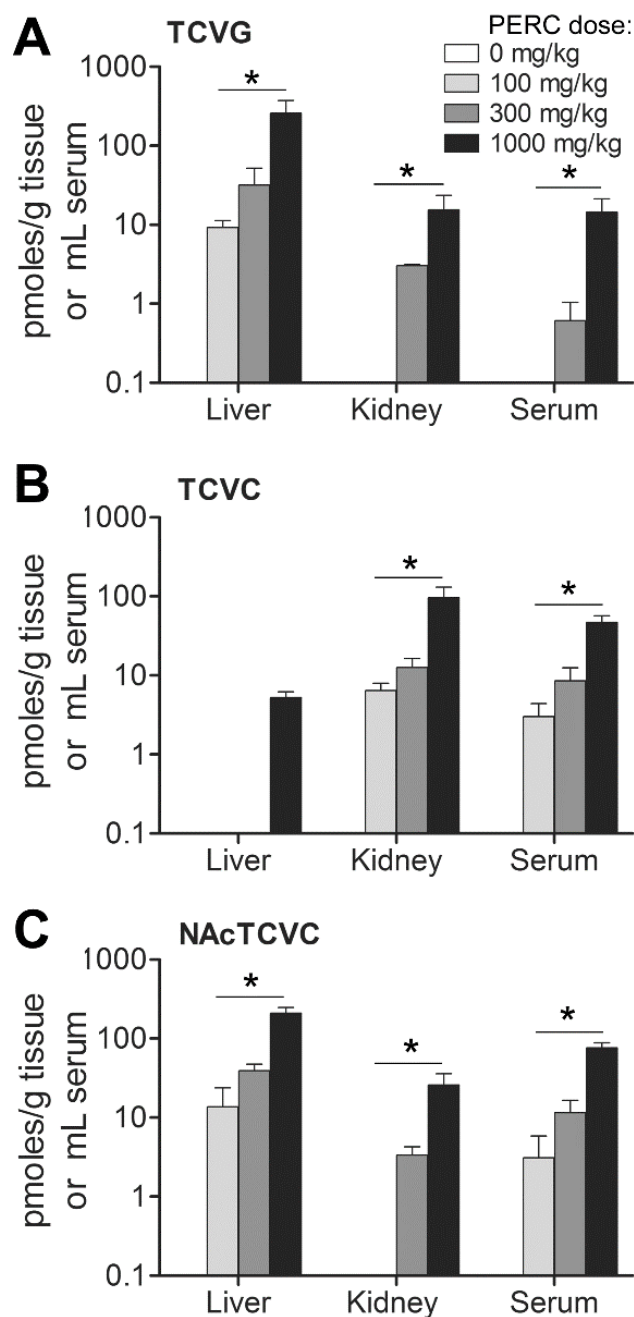 A
TCVG
PERC dose:
0 mg/kg
100 mg/kg
300 mg/kg
1000 mg/kg
pmoles/g tissue
or mL serum
1000
100
10
1
0.1
*
*
*
Liver Kidney Serum
B
TCVC
pmoles/g tissue
or mL serum
1000
100
10
1
0.1
*
*
Liver Kidney Serum
C
NAcTCVC
pmoles/g tissue
or mL serum
1000
100
10
1
0.1
*
*
*
Liver Kidney Serum